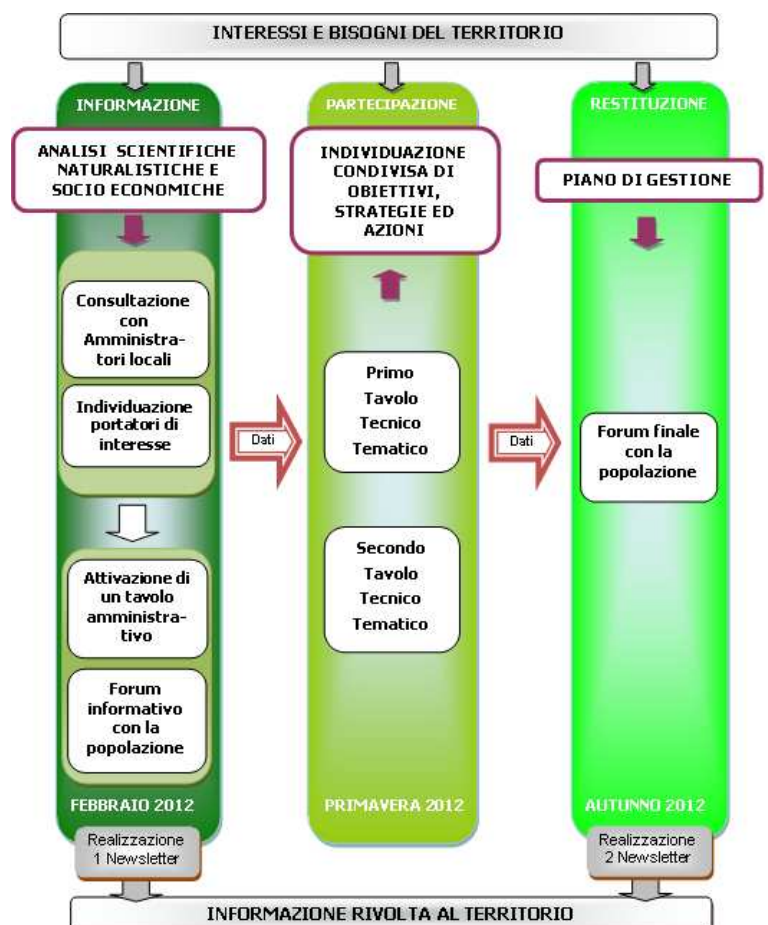 INTERESSI E BISOGNI DEL TERRITORIO
INFORMAZIONE
ANALISI SCIENTIFICHE
NATURALISTICHE E
SOCIO ECONOMICHE
Consultazione
con
Amministra-
tori locali
Individuazione
portatori di
interesse
Attivazione di
un tavolo
amministra-
tivo
Forum
informativo
con la
popolazione
FEBBRAIO 2012
Realizzazione
1 Newsletter
Dati
PARTECIPAZIONE
INDIVIDUAZIONE
CONDIVISA DI
OBIETTIVI,
STRATEGIE ED
AZIONI
Primo
Tavolo
Tecnico
Tematico
Secondo
Tavolo
Tecnico
Tematico
PRIMAVERA 2012
Dati
RESTITUZIONE
PIANO DI GESTIONE
Forum finale
con la
popolazione
AUTUNNO 2012
Realizzazione
2 Newsletter
INFORMAZIONE RIVOLTA AL TERRITORIO